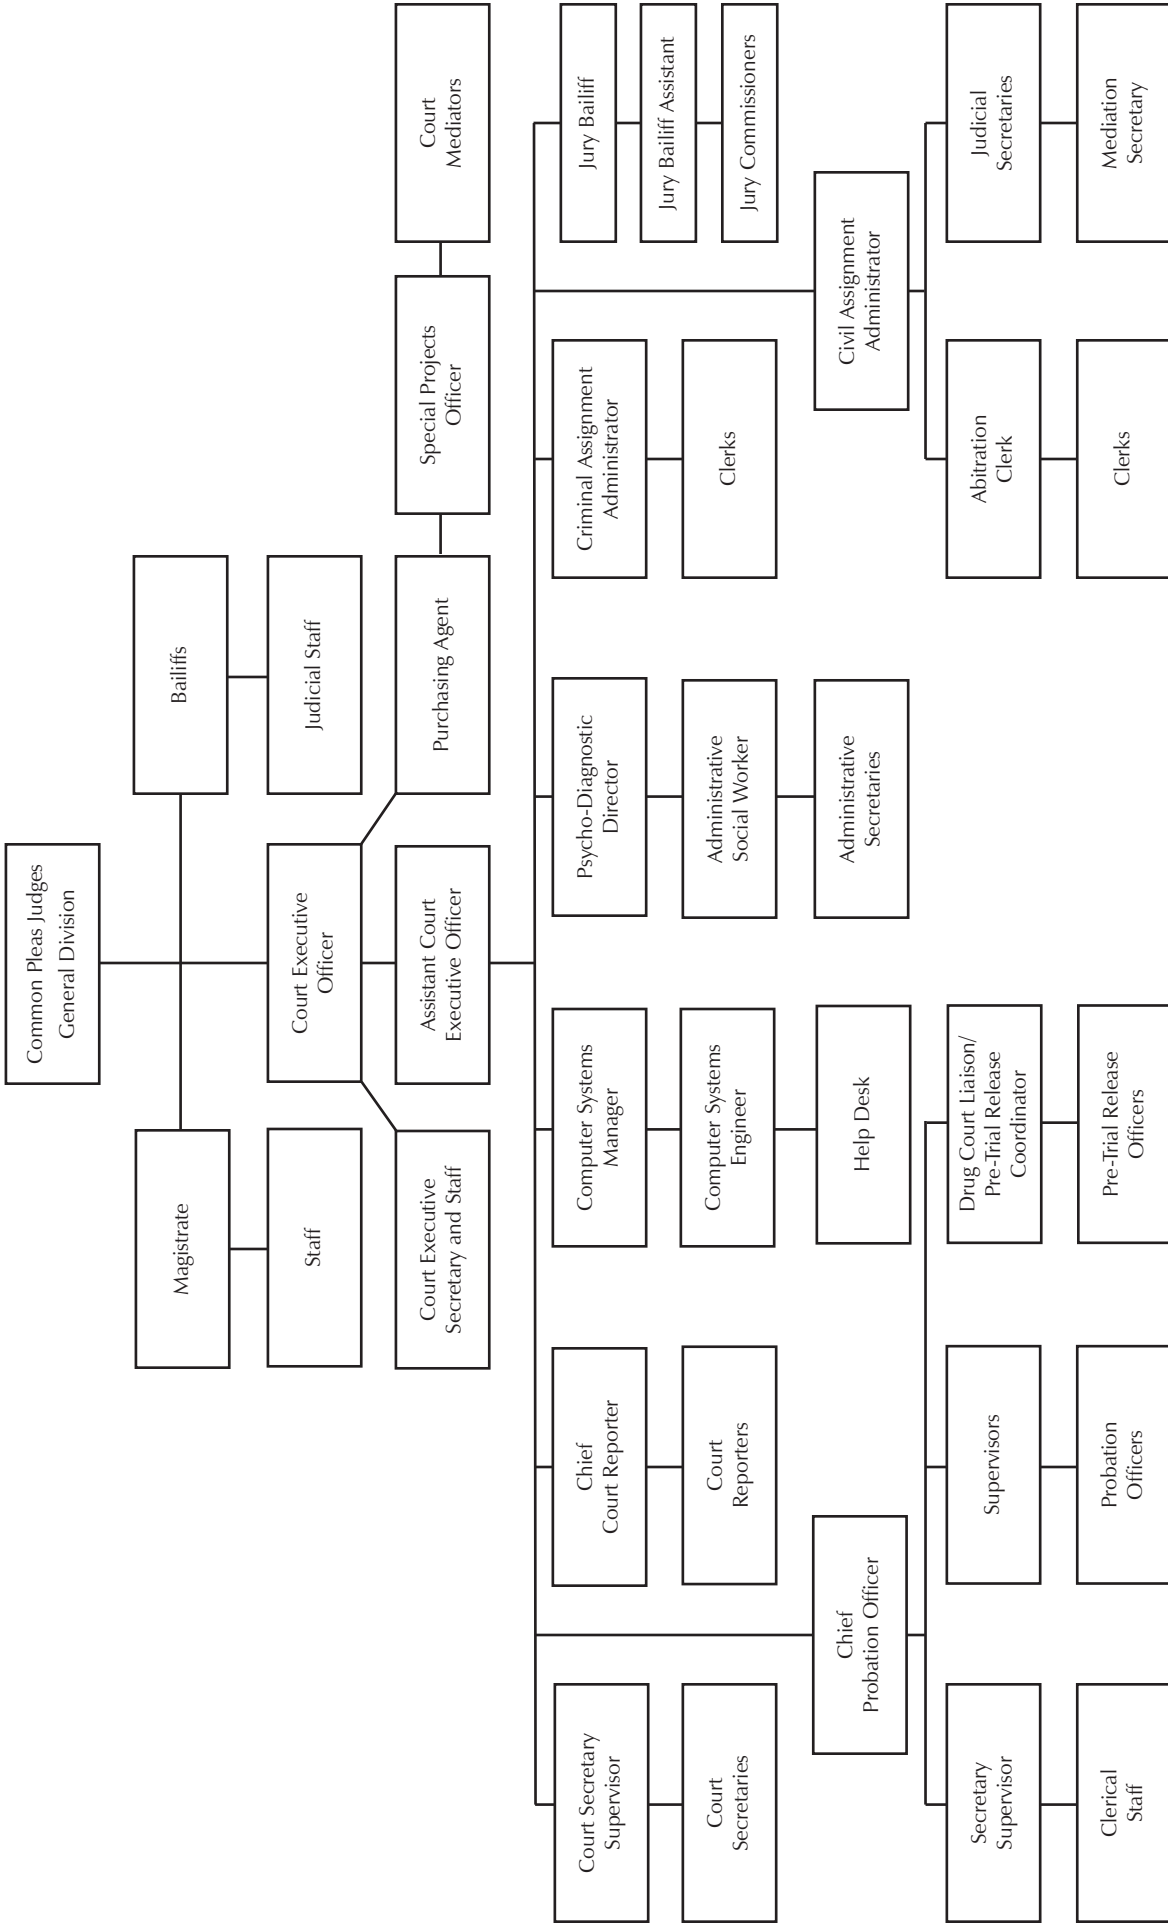 Common Pleas Judges
General Division
Magistrate
Bailiffs
Staff
Court Executive
Officer
Judicial Staff
Court Executive
Secretary and Staff
Assistant Court
Executive Officer
Purchasing Agent
Special Projects
Officer
Court
Mediators
Court Secretary
Supervisor
Chief
Court Reporter
Computer Systems
Manager
Psycho-Diagnostic
Director
Criminal Assignment
Administrator
Jury Bailiff
Court
Secretaries
Court
Reporters
Computer Systems
Engineer
Administrative
Social Worker
Clerks
Jury Bailiff Assistant
Jury Commissioners
Chief
Probation Officer
Help Desk
Administrative
Secretaries
Civil Assignment
Administrator
Secretary
Supervisor
Supervisors
Drug Court Liaison/
Pre-Trial Release
Coordinator
Abitration
Clerk
Judicial
Secretaries
Clerical
Staff
Probation
Officers
Pre-Trial Release
Officers
Clerks
Mediation
Secretary